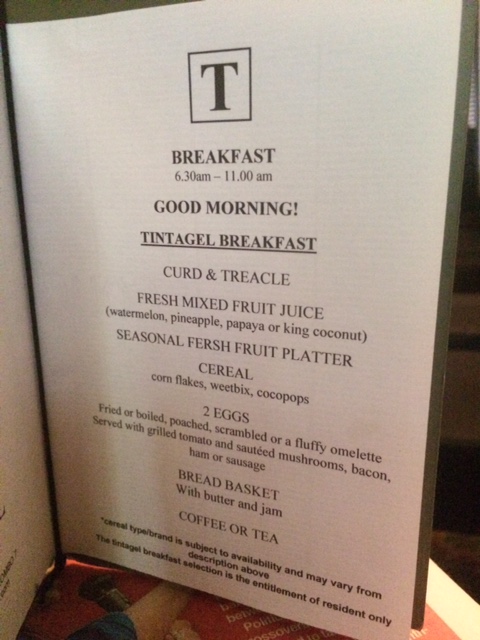 T
BREAKFAST
6.30am – 11.00 am
GOOD MORNING!
TINTAGEL BREAKFAST
CURD & TREACLE
FRESH MIXED FRUIT JUICE
(watermelon, pineapple, papaya or king coconut)
SEASONAL FERSH FRUIT PLATTER
CEREAL
corn flakes, weetbix, cocopops
2 EGGS
Fried or boiled, poached, scrambled or a fluffy omelette
Served with grilled tomato and sautéed mushrooms, bacon,
ham or sausage
BREAD BASKET
With butter and jam
COFFEE OR TEA
*cereal type/brand is subject to availability and may vary from
description above
The tintagel breakfast selection is the entitlement of resident only